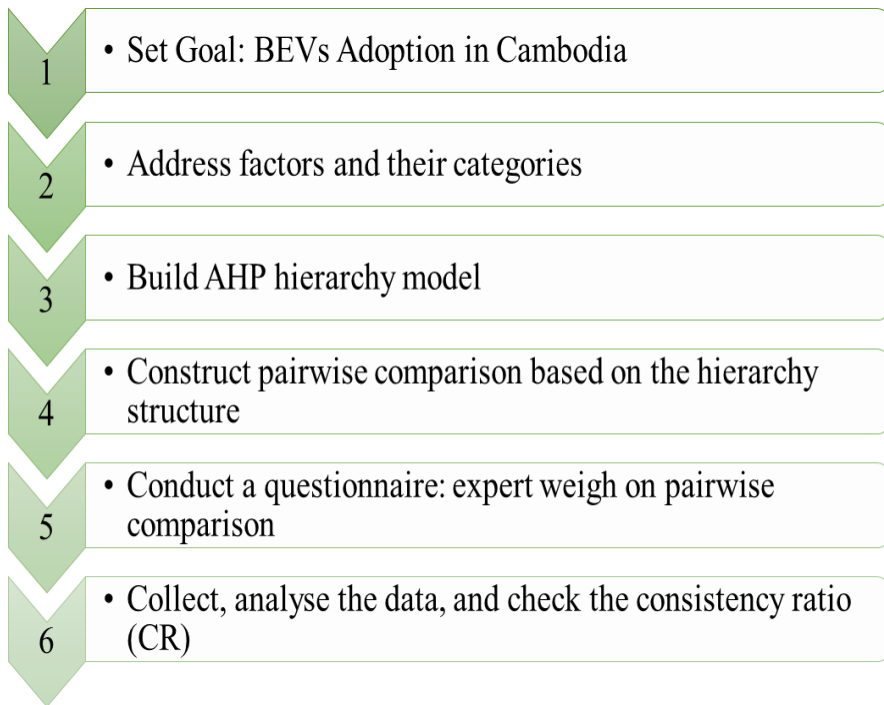 1
• Set Goal: BEVs Adoption in Cambodia
2
• Address factors and their categories
3
• Build AHP hierarchy model
4
• Construct pairwise comparison based on the hierarchy
structure
5
• Conduct a questionnaire: expert weigh on pairwise
comparison
6
• Collect, analyse the data, and check the consistency ratio
(CR)